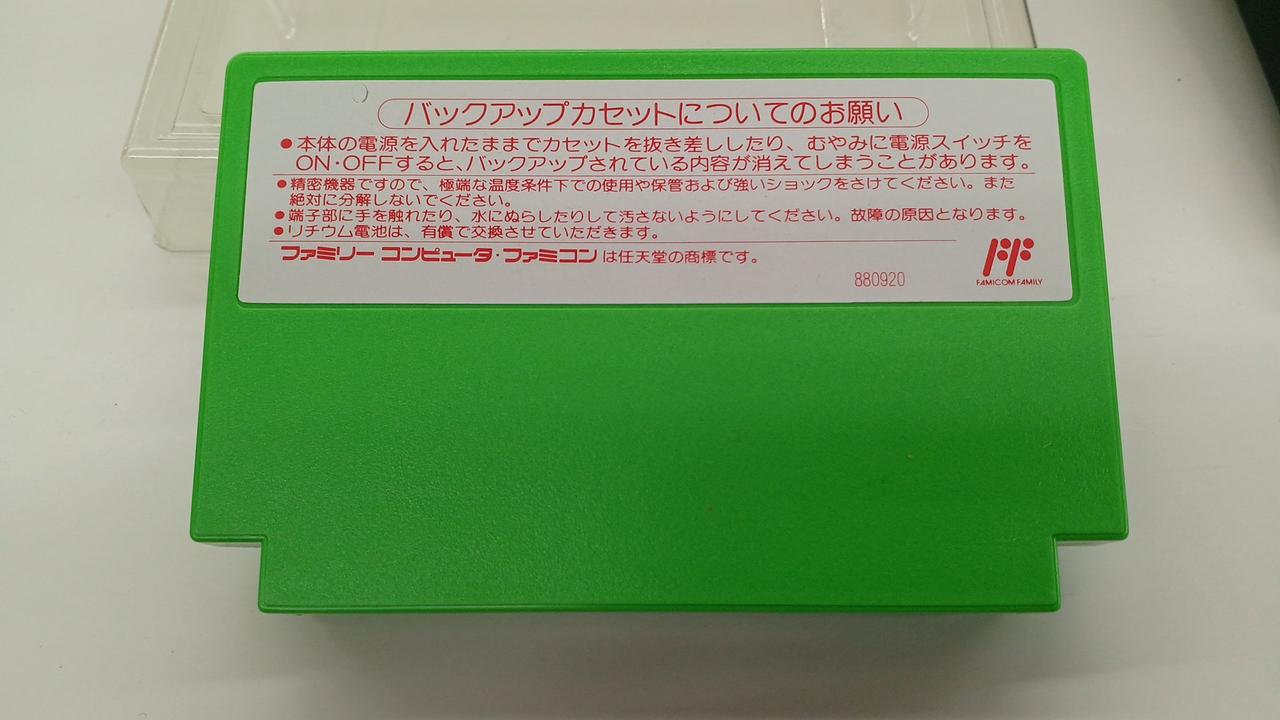 バックアップカセットについてのお願い
●本体の電源を入れたままでカセットを抜き差ししたり、むやみに電源スイッチを
ON・OFFすると、バックアップされている内容が消えてしまうことがあります。
●精密機器ですので、極端な温度条件下での使用や保管および強いショックをさけてください。また
絶対に分解しないでください。
●端子部に手を触れたり、水にぬらしたりして汚さないようにしてください。故障の原因となります。
●リチウム電池は、有償で交換させていただきます。
ファミリー コンピュータ・ファミコンは任天堂の商標です。
880920
FF
FAMICOM FAMILY